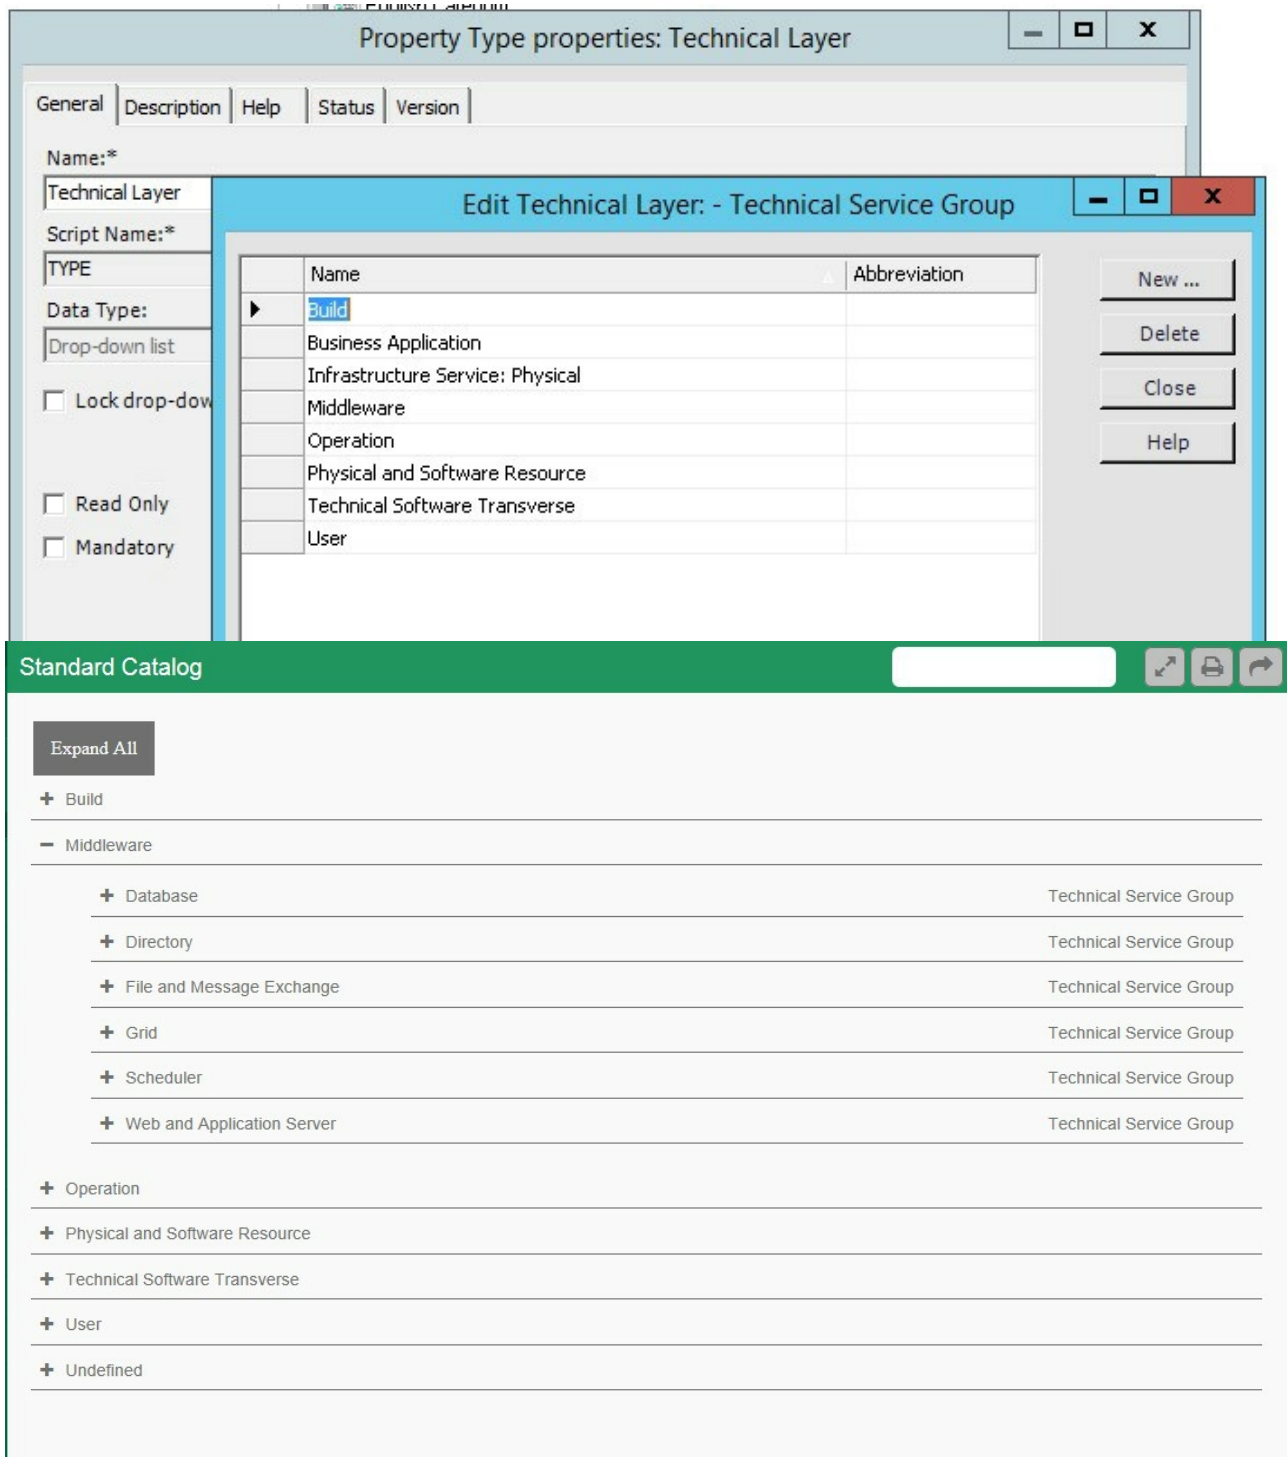 Property Type properties: Technical Layer
General Description Help Status Version
Name:*
Technical Layer
Script Name:*
TYPE
Data Type:
Drop-down list
Lock drop-dow
Read Only
Mandatory
Edit Technical Layer: - Technical Service Group
Name Abbreviation
Build
Business Application
Infrastructure Service: Physical
Middleware
Operation
Physical and Software Resource
Technical Software Transverse
User
New ...
Delete
Close
Help
Standard Catalog
Expand All
Build
Middleware
Database Technical Service Group
Directory Technical Service Group
File and Message Exchange Technical Service Group
Grid Technical Service Group
Scheduler Technical Service Group
Web and Application Server Technical Service Group
Operation
Physical and Software Resource
Technical Software Transverse
User
Undefined